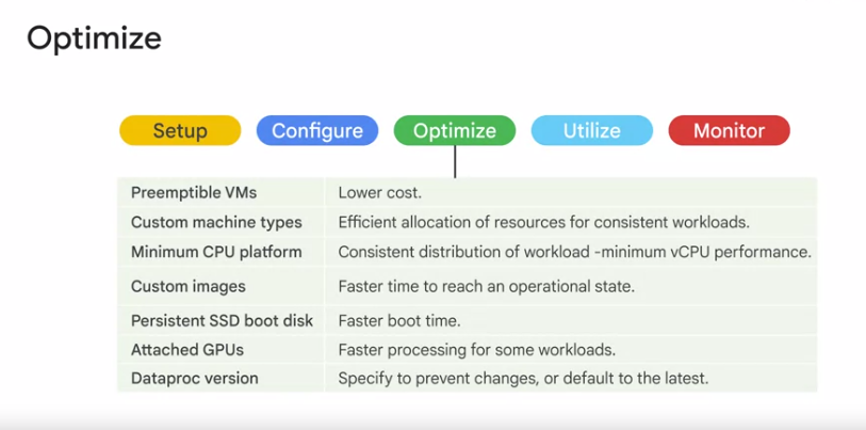 Optimize
Setup Configure Optimize Utilize Monitor
Preemptible VMs Lower cost.
Custom machine types Efficient allocation of resources for consistent workloads.
Minimum CPU platform Consistent distribution of workload -minimum vCPU performance.
Custom images Faster time to reach an operational state.
Persistent SSD boot disk Faster boot time.
Attached GPUs Faster processing for some workloads.
Dataproc version Specify to prevent changes, or default to the latest.